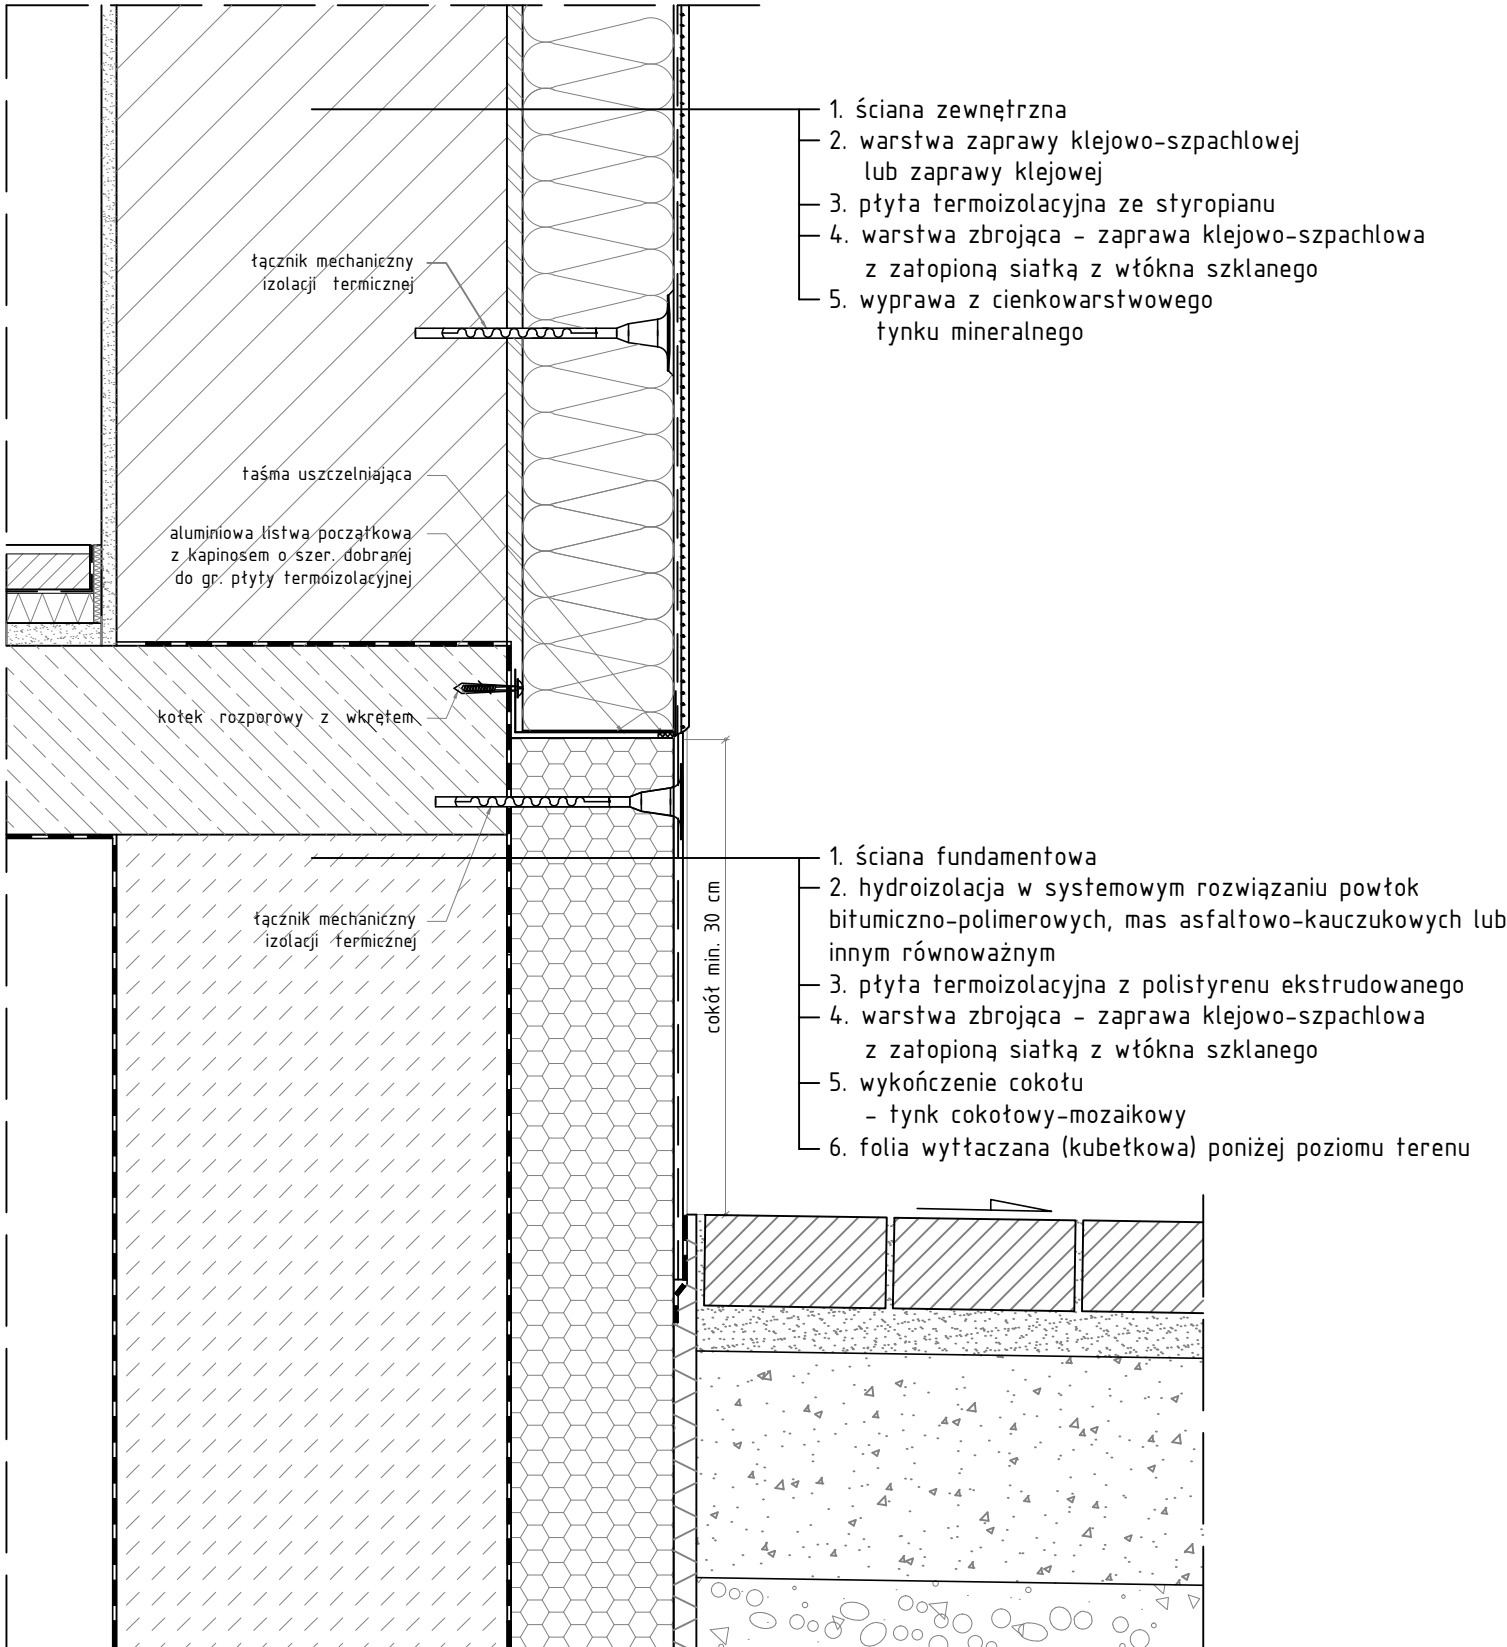 1. ściana zewnętrzna
2. warstwa zaprawy klejowo-szpachlowej
lub zaprawy klejowej
3. płyta termoizolacyjna ze styropianu
4. warstwa zbrojąca - zaprawa klejowo-szpachlowa
z zatopioną siatką z włókna szklanego
5. wyprawa z cienkowarstwowego
tynku mineralnego
łącznik mechaniczny
izolacji termicznej
taśma uszczelniająca
aluminiowa listwa początkowa
z kapinosem o szer. dobranej
do gr. płyty termoizolacyjnej
kołek rozporowy z wkrętem
1. ściana fundamentowa
2. hydroizolacja w systemowym rozwiązaniu powłok
bitumiczno-polimerowych, mas asfaltowo-kauczukowych lub
innym równoważnym
3. płyta termoizolacyjna z polistyrenu ekstrudowanego
4. warstwa zbrojąca - zaprawa klejowo-szpachlowa
z zatopioną siatką z włókna szklanego
5. wykończenie cokołu
- tynk cokołowy-mozaikowy
6. folia wytłaczana (kubełkowa) poniżej poziomu terenu
łącznik mechaniczny
izolacji termicznej
cokół min. 30 cm